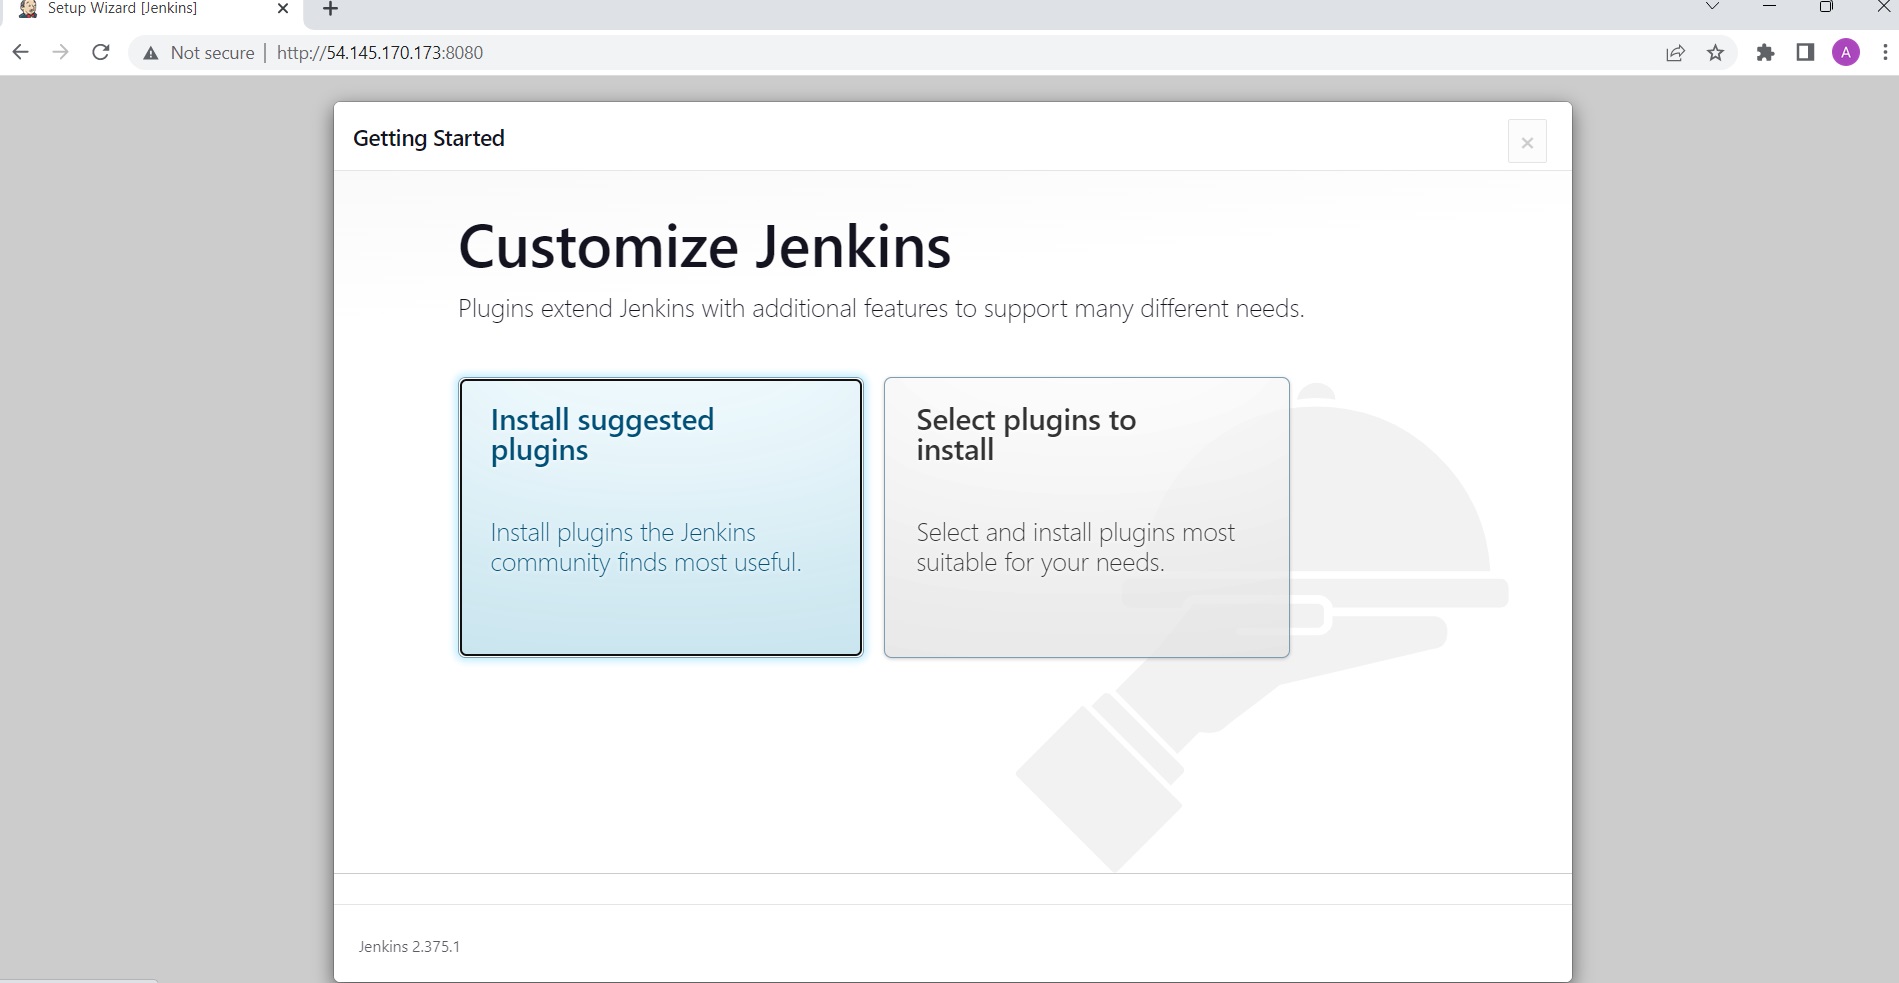 Setup Wizard [Jenkins]
Not secure | http://54.145.170.173:8080
A
Getting Started
Customize Jenkins
Plugins extend Jenkins with additional features to support many different needs.
Install suggested
plugins
Install plugins the Jenkins
community finds most useful.
Select plugins to
install
Select and install plugins most
suitable for your needs.
Jenkins 2.375.1